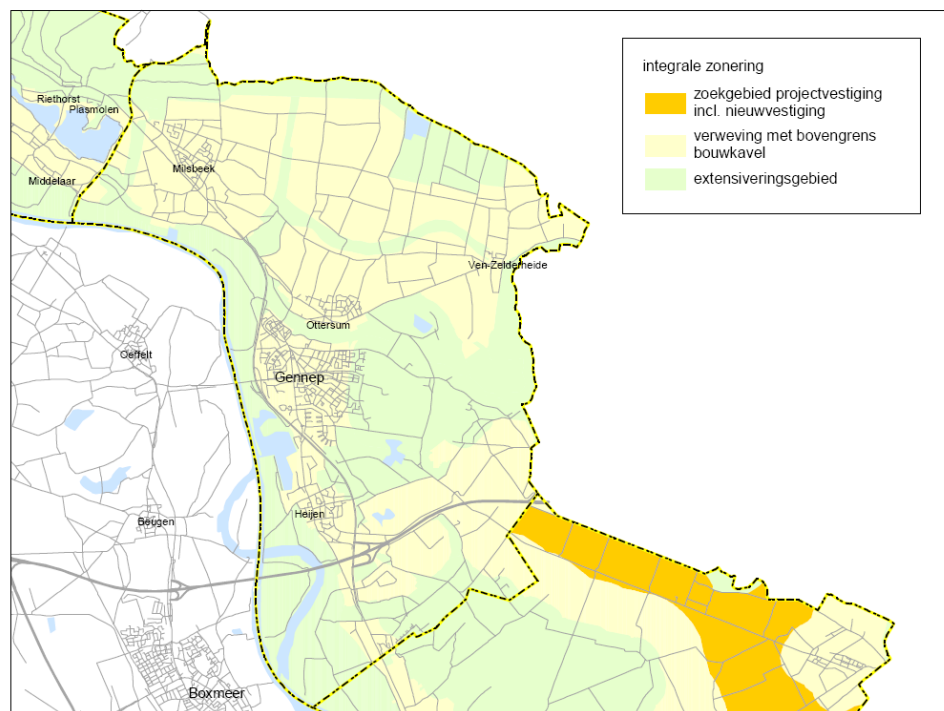 integrale zonering
zoekgebied projectvestiging
incl. nieuwvestiging
verweving met bovengrens
bouwkavel
extensiveringsgebied
Riethorst
Plasmolen
Milsbeek
Middelaar
Ven-Zelderheide
Ottersum
Oeffelt
Gennep
Heijen
Beugen
Boxmeer